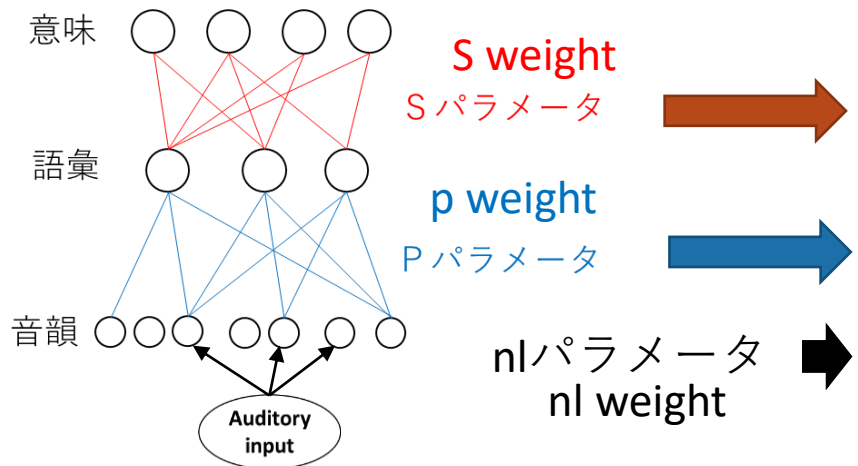 意味
S weight
Sパラメータ
語彙
p weight
Pパラメータ
音韻
nlパラメータ
nl weight
Auditory
input